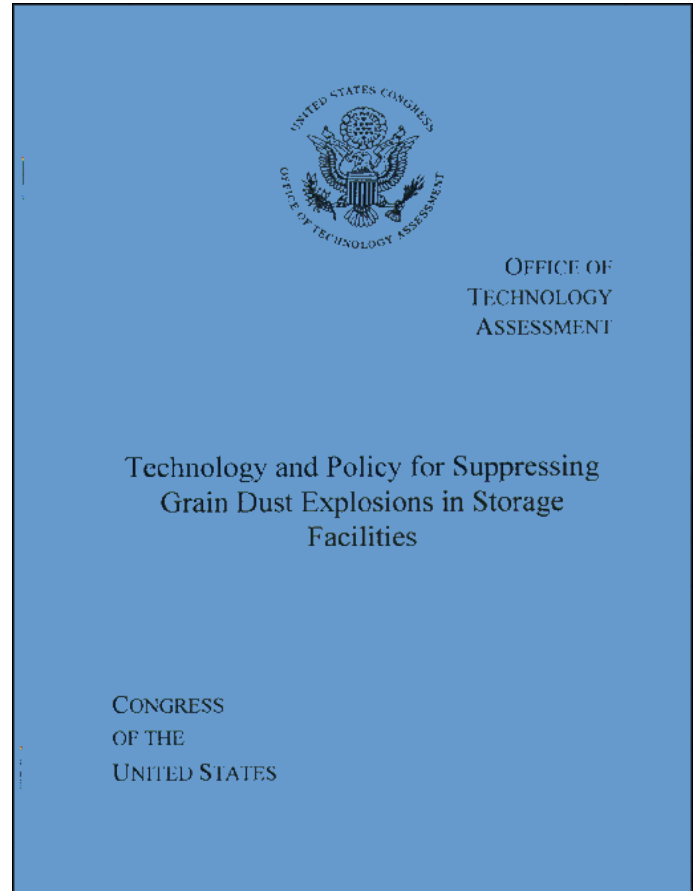 UNITED STATES CONGRESS
OFFICE OF TECHNOLOGY ASSESSMENT
OFFICE OF
TECHNOLOGY
ASSESSMENT
Technology and Policy for Suppressing
Grain Dust Explosions in Storage
Facilities
CONGRESS
OF THE
UNITED STATES